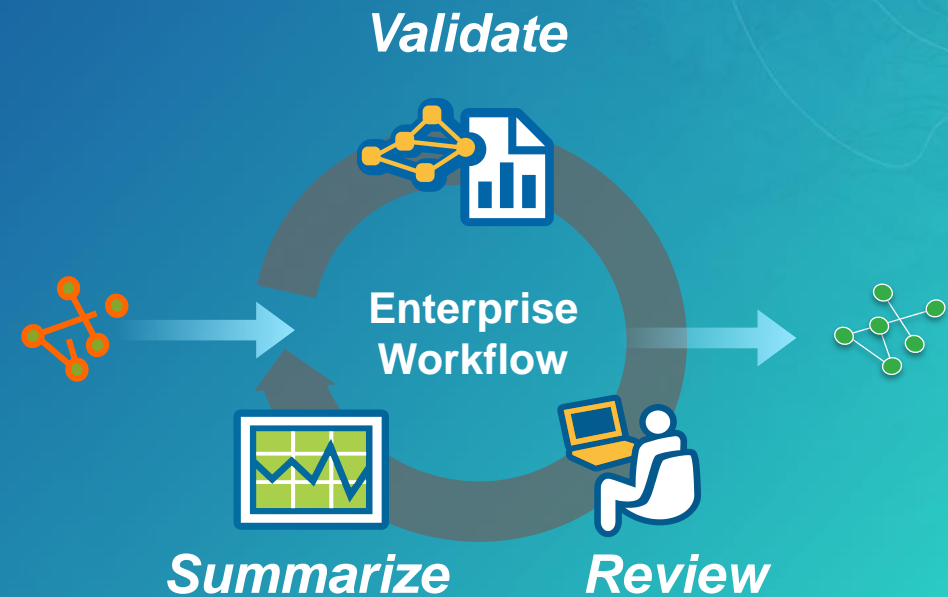 Validate
Enterprise
Workflow
Summarize
Review